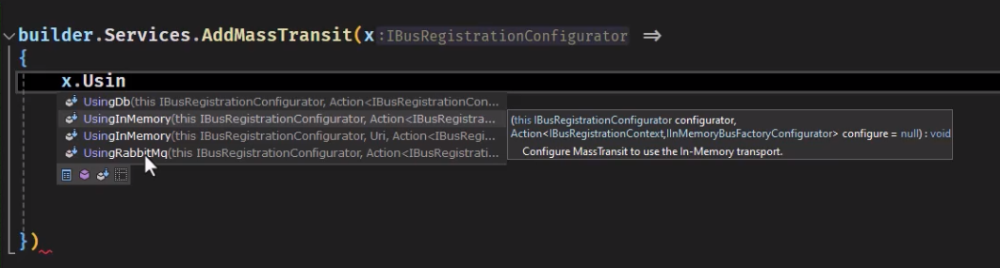 builder.Services.AddMassTransit(x:IBusRegistrationConfigurator =>
{
x.Usin
UsingDb(this IBusRegistrationConfigurator, Action<IBusRegistrationCon...
UsingInMemory(this IBusRegistrationConfigurator, Action<IBusRegistra...
(this IBusRegistrationConfigurator configurator,
UsingInMemory(this IBusRegistrationConfigurator, Uri, Action<IBusRegi...
Action<IBusRegistrationContext,IInMemoryBusFactoryConfigurator> configure = null) : void
UsingRabbitMq(this IBusRegistrationConfigurator, Action<IBusRegistrati...
Configure MassTransit to use the In-Memory transport.
})